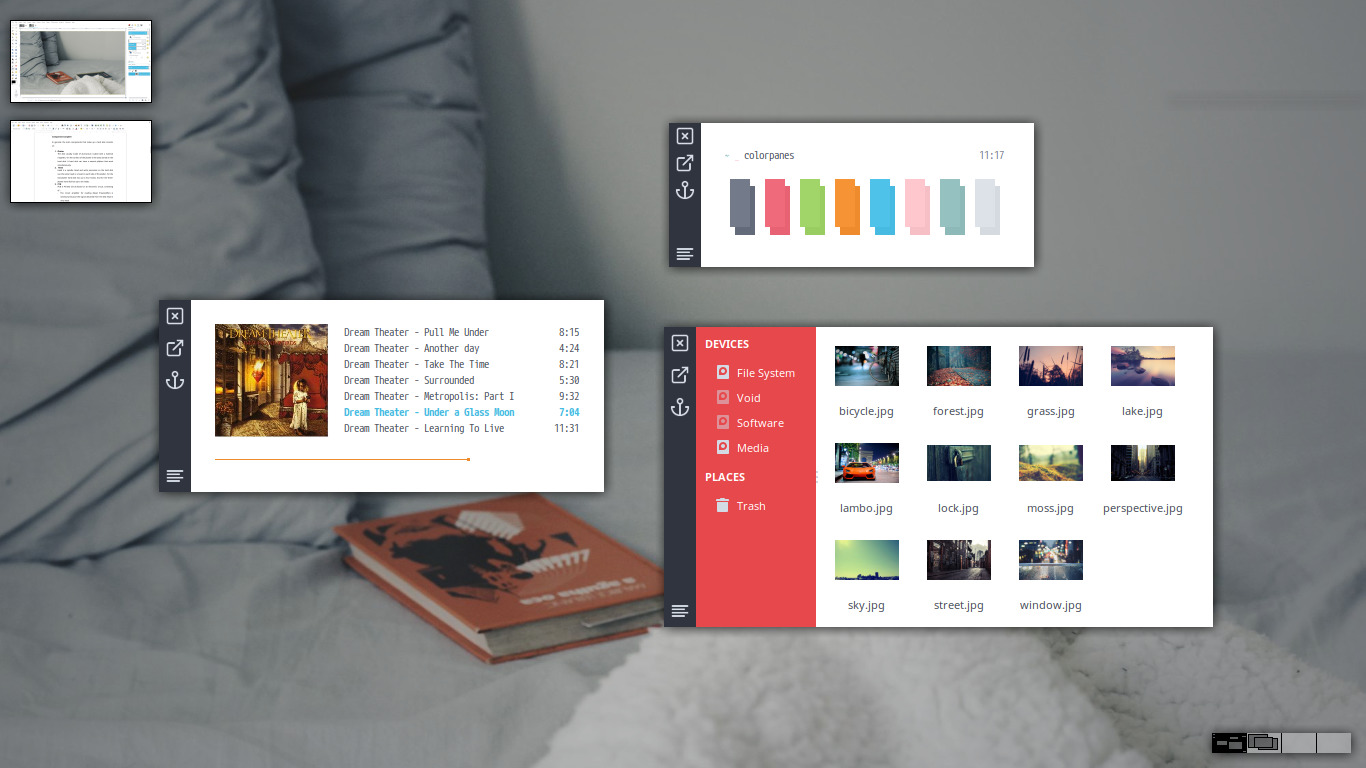 colorpanes 11:17
DREAM THEATER
Dream Theater - Pull Me Under 8:15
Dream Theater - Another day 4:24
Dream Theater - Take The Time 8:21
Dream Theater - Surrounded 5:30
Dream Theater - Metropolis: Part I 9:32
Dream Theater - Under a Glass Moon 7:04
Dream Theater - Learning To Live 11:31
DEVICES
File System
Void
Software
Media
PLACES
Trash
bicycle.jpg forest.jpg grass.jpg lake.jpg
lambo.jpg lock.jpg moss.jpg perspective.jpg
sky.jpg street.jpg window.jpg